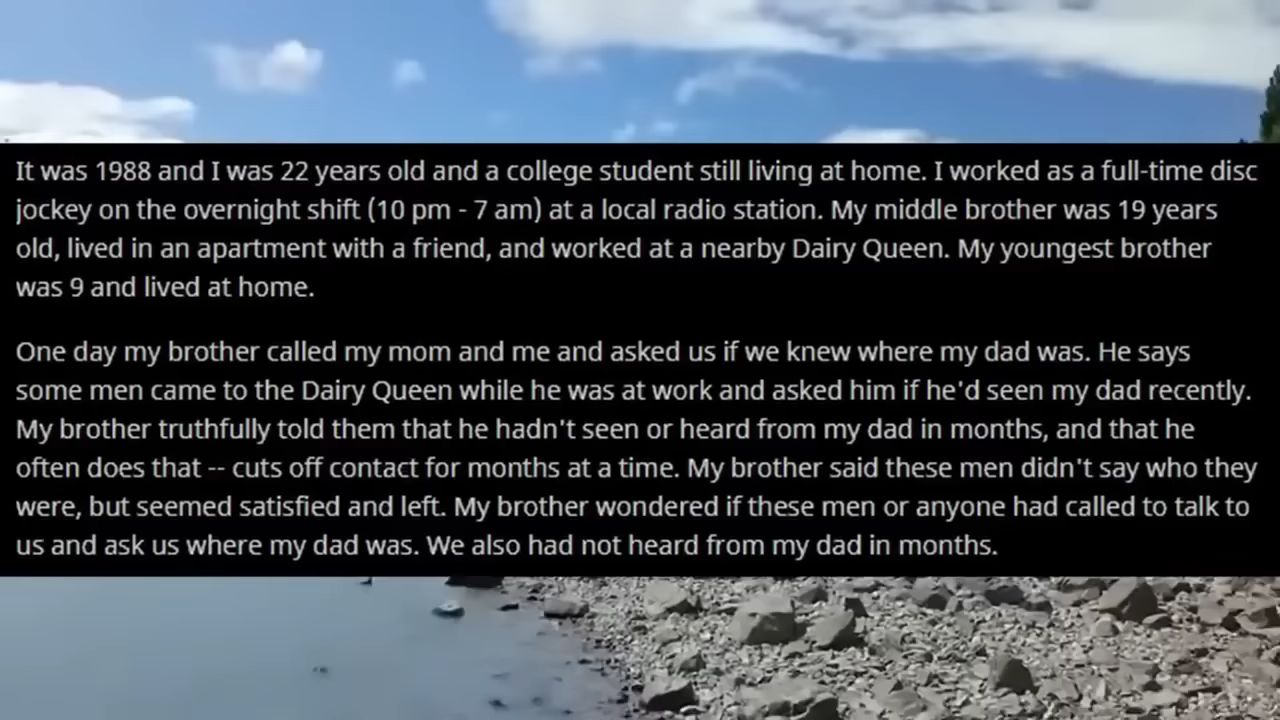 It was 1988 and I was 22 years old and a college student still living at home. I worked as a full-time disc
jockey on the overnight shift (10 pm - 7 am) at a local radio station. My middle brother was 19 years
old, lived in an apartment with a friend, and worked at a nearby Dairy Queen. My youngest brother
was 9 and lived at home.
One day my brother called my mom and me and asked us if we knew where my dad was. He says
some men came to the Dairy Queen while he was at work and asked him if he'd seen my dad recently.
My brother truthfully told them that he hadn't seen or heard from my dad in months, and that he
often does that -- cuts off contact for months at a time. My brother said these men didn't say who they
were, but seemed satisfied and left. My brother wondered if these men or anyone had called to talk to
us and ask us where my dad was. We also had not heard from my dad in months.